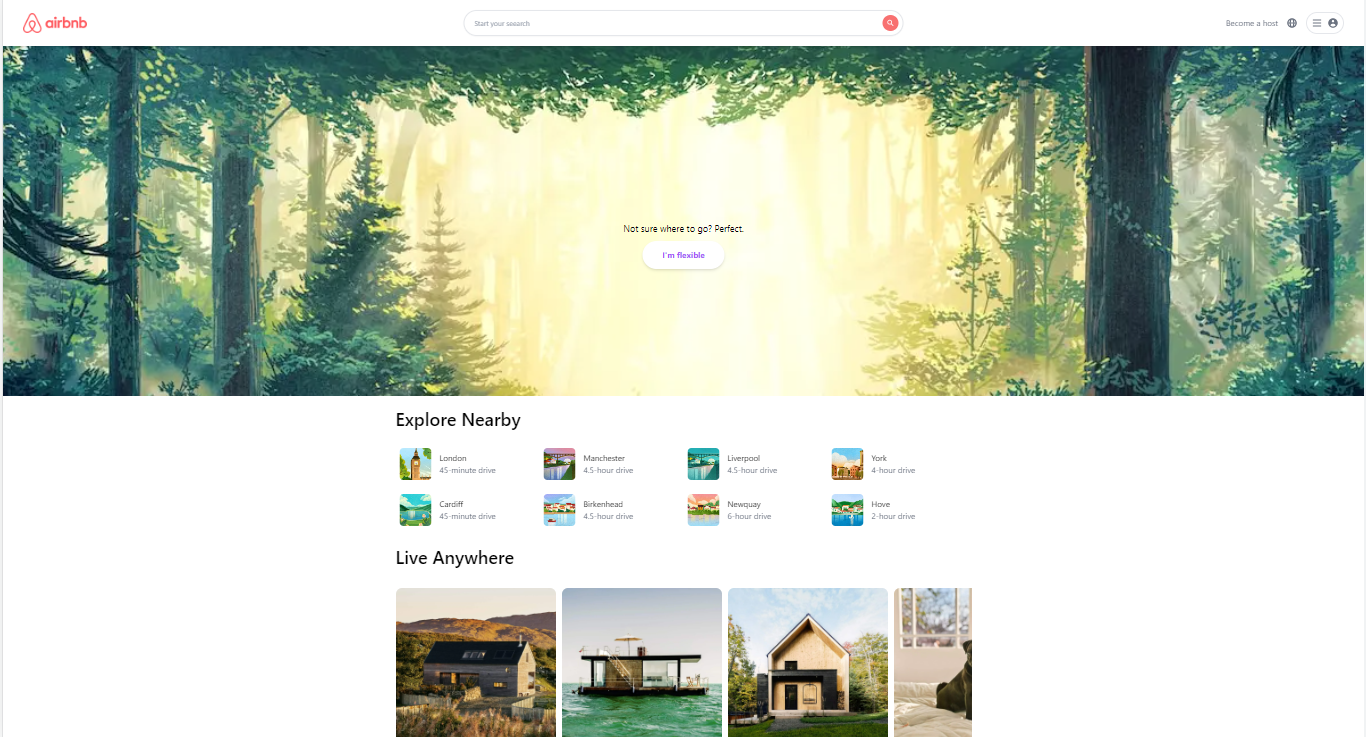 airbnb
Start your seearch
Become a host
Not sure where to go? Perfect.
I'm flexible
Explore Nearby
London
45-minute drive
Manchester
4.5-hour drive
Liverpool
4.5-hour drive
York
4-hour drive
Cardiff
45-minute drive
Birkenhead
4.5-hour drive
Newquay
6-hour drive
Hove
2-hour drive
Live Anywhere